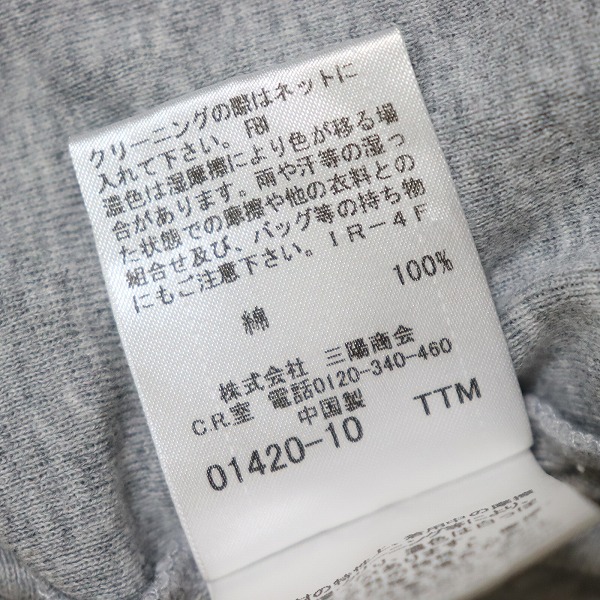 クリーニングの際はネットに
入れて下さい。 FBI
濃色は湿摩擦により色が移る場
合があります。雨や汗等の湿っ
た状態での摩擦や他の衣料との
組合せ及び、バッグ等の持ち物
にもご注意下さい。IR-4F
綿 100%
株式会社 三陽商会
C.R.室 電話0120-340-460
中国製
01420-10 TTM